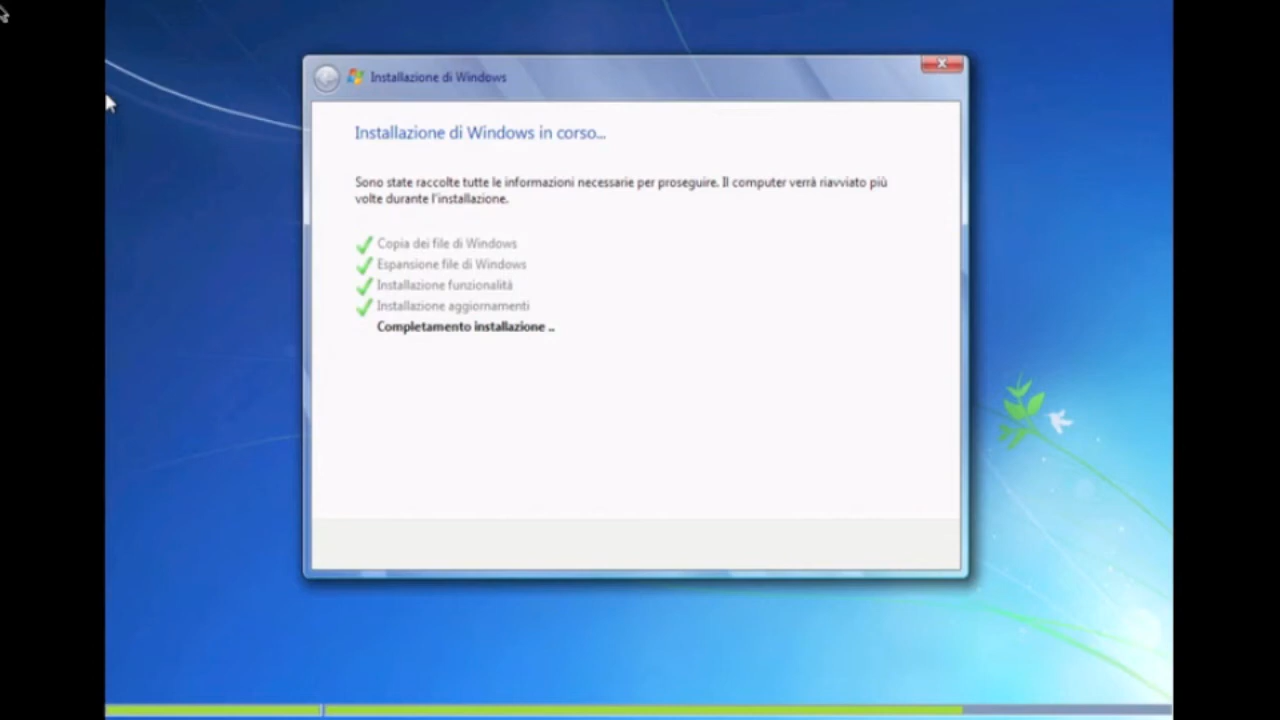 Installazione di Windows
Installazione di Windows in corso...
Sono state raccolte tutte le informazioni necessarie per proseguire. Il computer verrà riavviato più
volte durante l'installazione.
Copia dei file di Windows
Espansione file di Windows
Installazione funzionalità
Installazione aggiornamenti
Completamento installazione ..